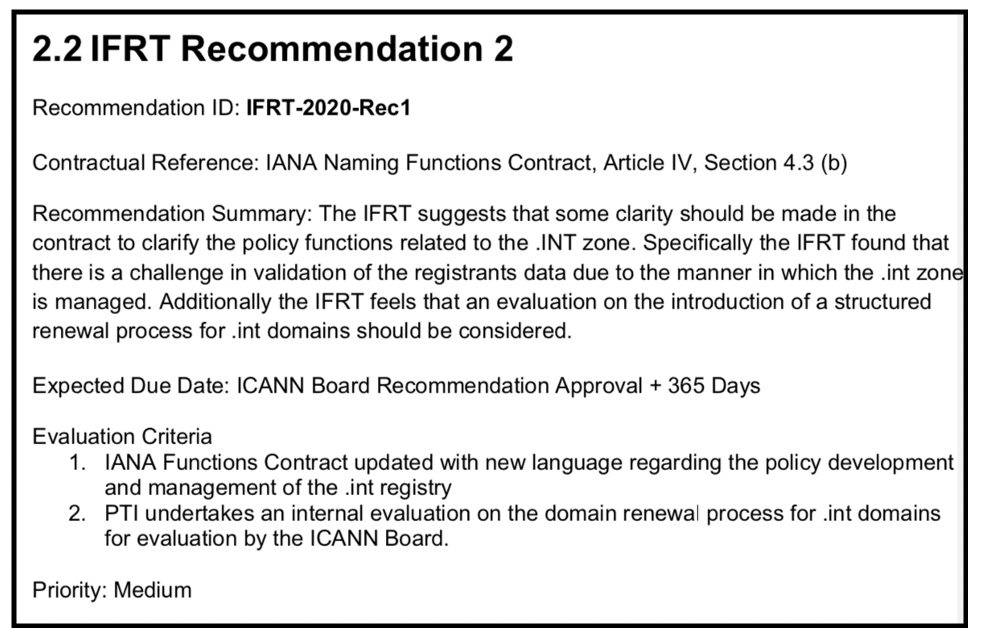 2.2 IFRT Recommendation 2
Recommendation ID: IFRT-2020-Rec1
Contractual Reference: IANA Naming Functions Contract, Article IV, Section 4.3 (b)
Recommendation Summary: The IFRT suggests that some clarity should be made in the
contract to clarify the policy functions related to the .INT zone. Specifically the IFRT found that
there is a challenge in validation of the registrants data due to the manner in which the .int zone
is managed. Additionally the IFRT feels that an evaluation on the introduction of a structured
renewal process for .int domains should be considered.
Expected Due Date: ICANN Board Recommendation Approval + 365 Days
Evaluation Criteria
1. IANA Functions Contract updated with new language regarding the policy development
and management of the .int registry
2. PTI undertakes an internal evaluation on the domain renewal process for .int domains
for evaluation by the ICANN Board.
Priority: Medium